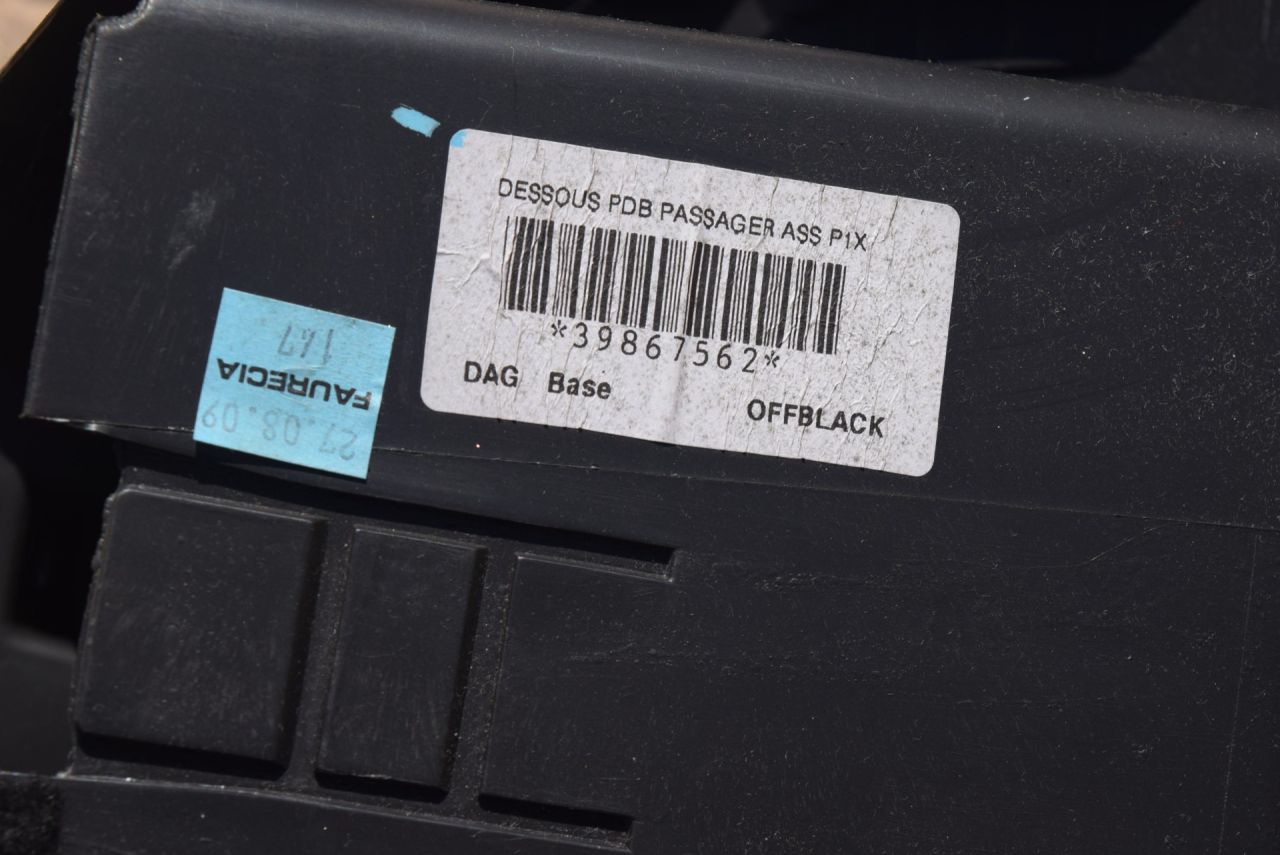 DESSOUS PDB PASSAGER ASS P1X
*39867562*
DAG Base
OFFBLACK
147
FAURECIA
27.08.09